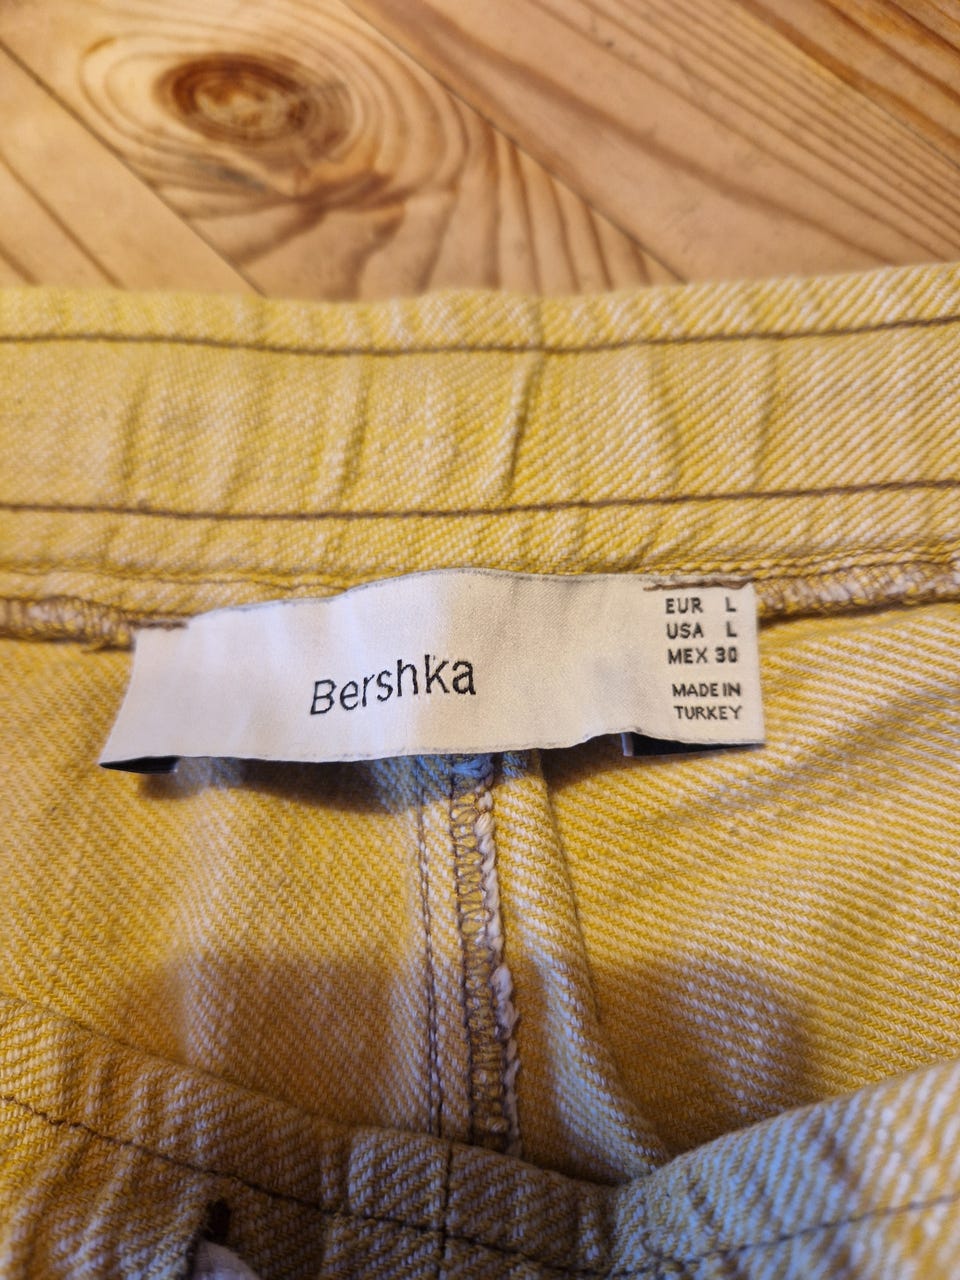 Bershka
EUR L
USA L
MEX 30
MADE IN
TURKEY